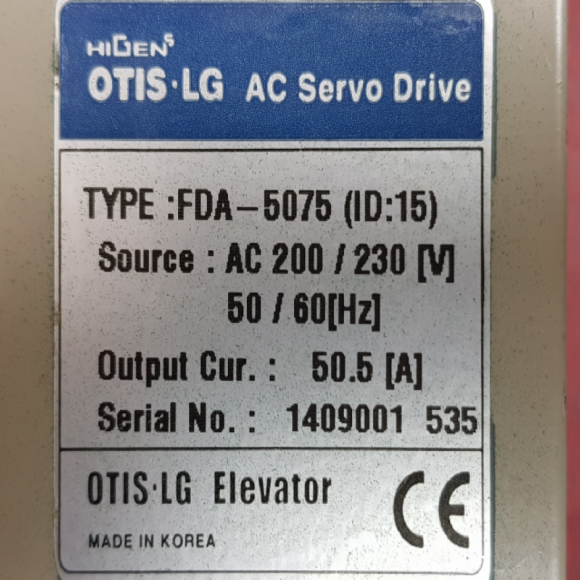 HIGENs
OTIS·LG AC Servo Drive
TYPE :FDA-5075 (ID:15)
Source : AC 200 / 230 [V]
50 / 60[Hz]
Output Cur. : 50.5 [A]
Serial No. : 1409001 535
OTIS·LG Elevator
CE
MADE IN KOREA